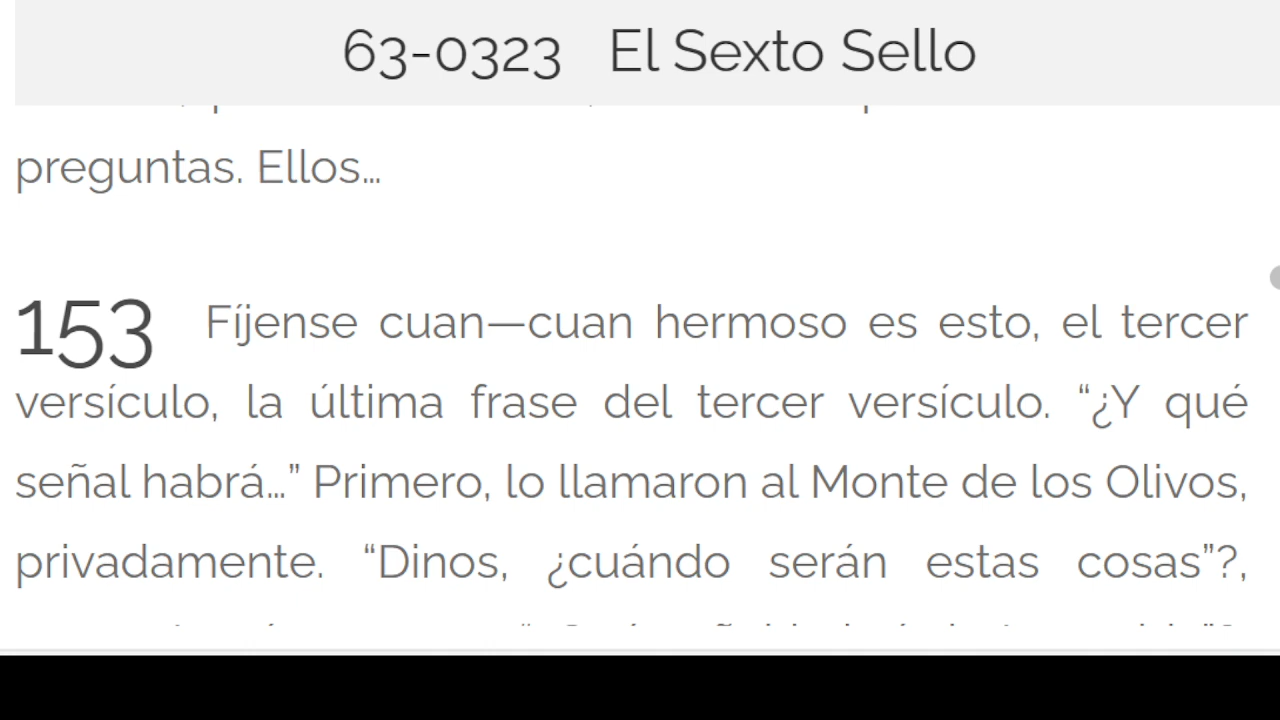 63-0323 El Sexto Sello
preguntas. Ellos…
153 Fíjense cuan—cuan hermoso es esto, el tercer
versículo, la última frase del tercer versículo. “¿Y qué
señal habrá…” Primero, lo llamaron al Monte de los Olivos,
privadamente. “Dinos, ¿cuándo serán estas cosas”?,